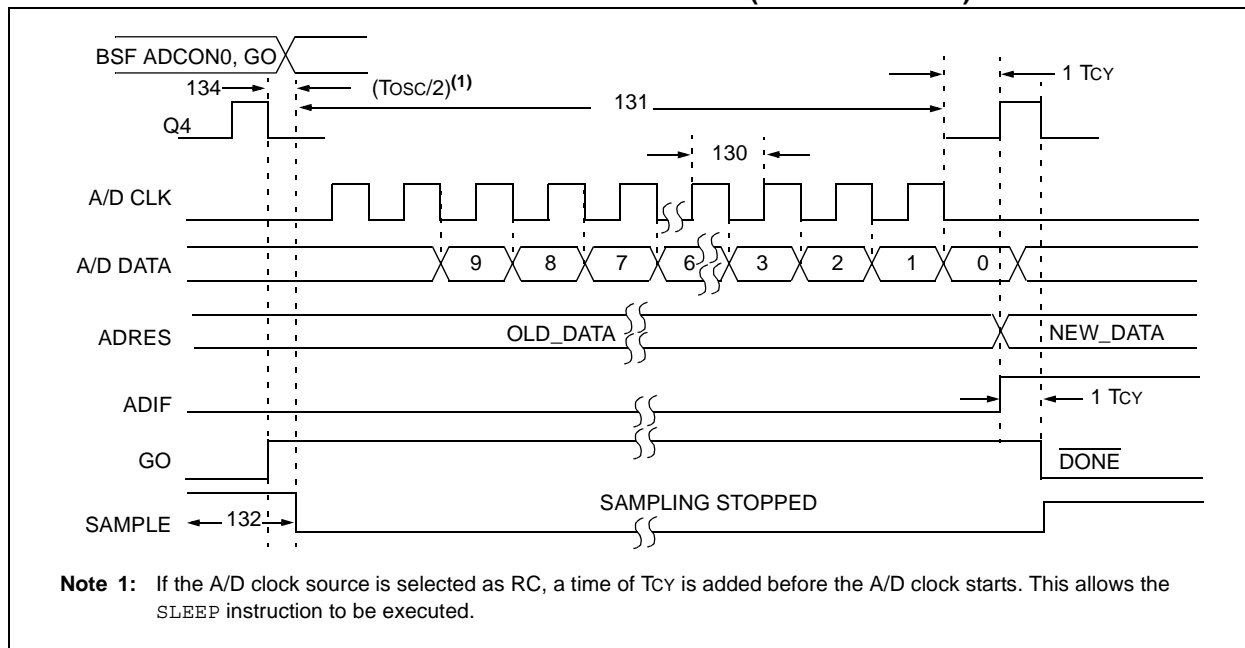 BSF ADCON0, GO
134
(TOSC/2)(1)
131
1 TCY
Q4
130
A/D CLK
A/D DATA
9 8 7 6 3 2 1 0
ADRES
OLD_DATA
NEW_DATA
ADIF
1 TCY
GO
DONE
SAMPLING STOPPED
SAMPLE
132
Note 1: If the A/D clock source is selected as RC, a time of TCY is added before the A/D clock starts. This allows the
SLEEP instruction to be executed.